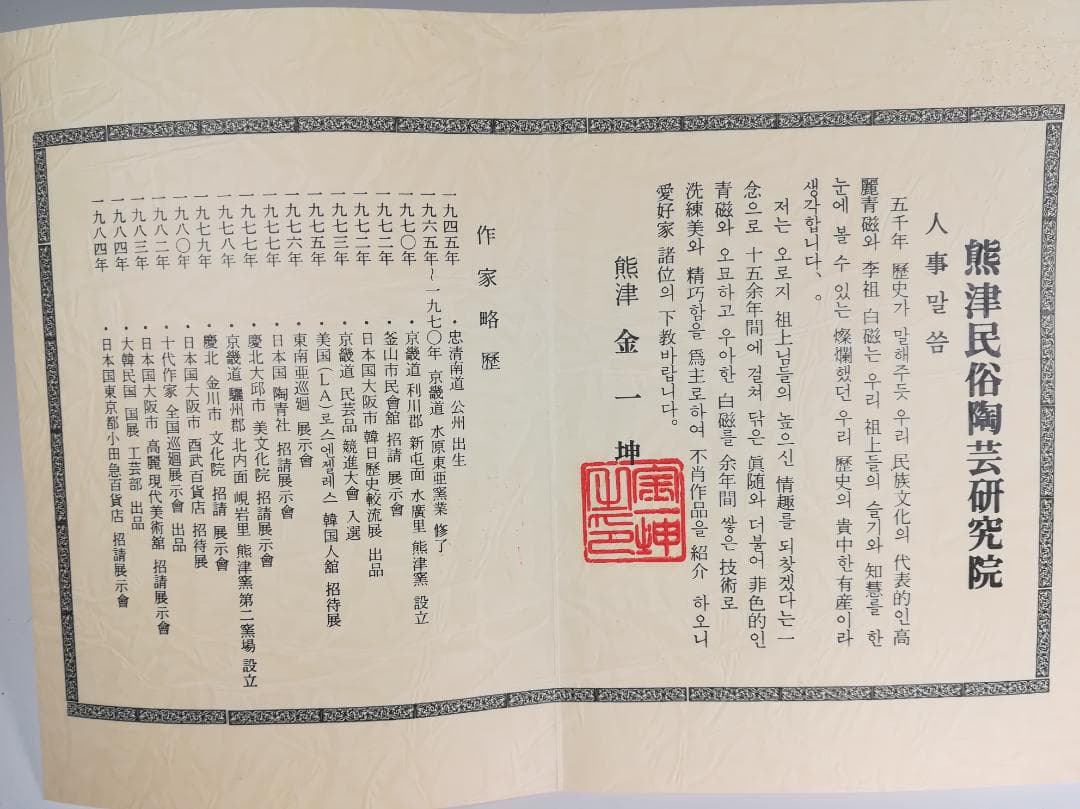 熊津民俗陶芸研究院
人事말씀
五千年 歷史가 말해주듯 우리 民族文化의 代表的인 高
麗青磁와 李祖 白磁는 우리 祖上들의 슬기와 知慧를 한
눈에 볼 수 있는 燦爛했던 우리 歷史의 貴中한 有産이라
생각합니다、。
저는 오로지 祖上님들의 높으신 情趣를 되찾겠다는 一
念으로 十五余年間에 걸쳐 닦은 眞随와 더불어 菲色的인
青磁와 오묘하고 우아한 白磁를 余年間 쌓은 技術로
洗練美와 精巧함을 爲主로하여 不肖作品을 紹介 하오니
愛好家 諸位의 下教바랍니다。
熊津 金一坤
金一坤之印
作家略歷
一九四五年 ・忠清南道 公州 出生
一九六五年~一九七〇年 京畿道 水原東亜窯業 修了
一九七〇年 ・京畿道 利川郡 新屯面 水廣里 熊津窯 設立
一九七二年 ・釜山市民會舘 招請 展示會
一九七二年 ・日本国大阪市 韓日歷史較流展 出品
一九七三年 ・京畿道 民芸品 競進大會 入選
一九七五年 ・美国(LA)로스엔젤레스 韓国人舘 招待展
一九七六年 ・東南亜巡廻 展示會
一九七七年 ・日本国 陶青社 招請展示會
一九七七年 ・慶北大邱市 美文化院 招請展示會
一九七八年 ・京畿道 驪州郡 北内面 峴岩里 熊津窯 第二窯場 設立
一九七九年 ・慶北 金川市 文化院 招請 展示會
一九八〇年 ・日本国大阪市 酉武百貨店 招待展
一九八二年 ・十代作家 全国巡廻展示會 出品
一九八三年 ・日本国大阪市 高麗現代美術舘 招請展示會
一九八四年 ・大韓民国 国展 工芸部 出品
一九八四年 ・日本国東京都小田急百貨店 招請展示會